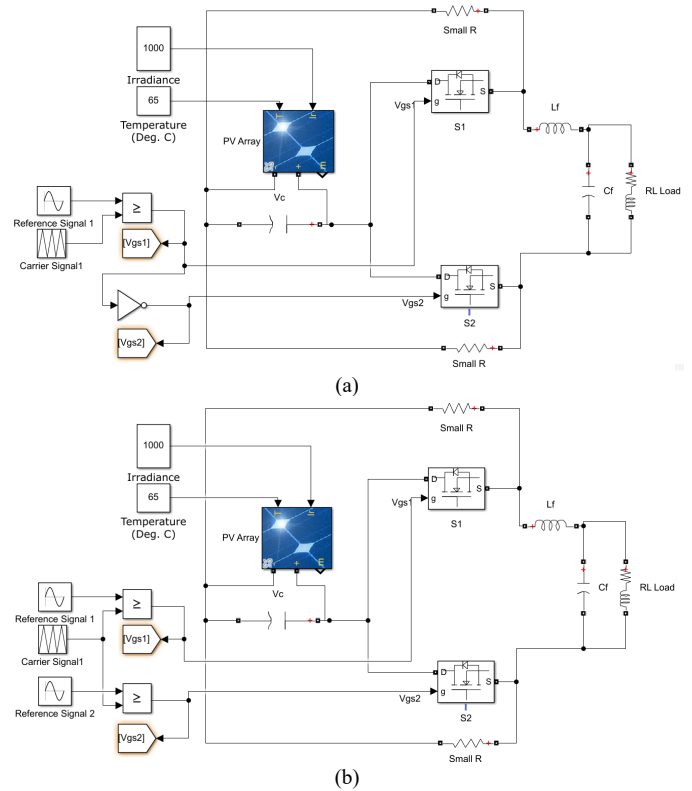 Small R
1000
Irradiance
65
Temperature
(Deg. C)
PV Array
T
Ir
+
-
m
D
S
g
Vgs1
S1
Lf
Vc
Cf
RL Load
Reference Signal 1
≥
[Vgs1]
Carrier Signal1
D
S
g
Vgs2
S2
[Vgs2]
Small R
(a)
Small R
1000
Irradiance
65
Temperature
(Deg. C)
PV Array
T
Ir
+
-
m
D
S
g
Vgs1
S1
Lf
Vc
Cf
RL Load
Reference Signal 1
≥
[Vgs1]
Carrier Signal1
Reference Signal 2
≥
[Vgs2]
D
S
g
Vgs2
S2
Small R
(b)